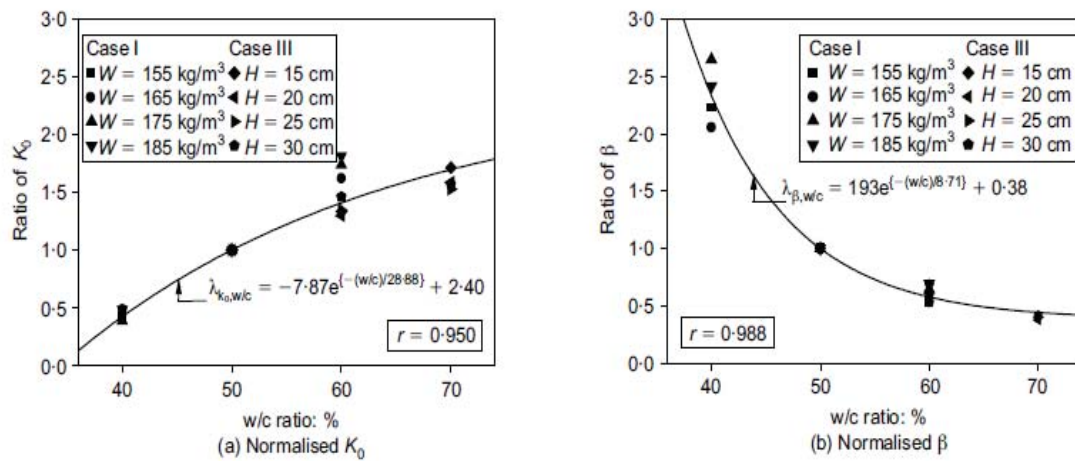 3·0
2·5
2·0
1·5
1·0
0·5
0·0
Ratio of K₀
Case I Case III
W = 155 kg/m³ H = 15 cm
W = 165 kg/m³ H = 20 cm
W = 175 kg/m³ H = 25 cm
W = 185 kg/m³ H = 30 cm
λk₀,w/c = −7·87e{−(w/c)/28·88} + 2·40
r = 0·950
40 50 60 70
w/c ratio: %
(a) Normalised K₀
3·0
2·5
2·0
1·5
1·0
0·5
0·0
Ratio of β
Case I Case III
W = 155 kg/m³ H = 15 cm
W = 165 kg/m³ H = 20 cm
W = 175 kg/m³ H = 25 cm
W = 185 kg/m³ H = 30 cm
λβ,w/c = 193e{−(w/c)/8·71} + 0·38
r = 0·988
40 50 60 70
w/c ratio: %
(b) Normalised β